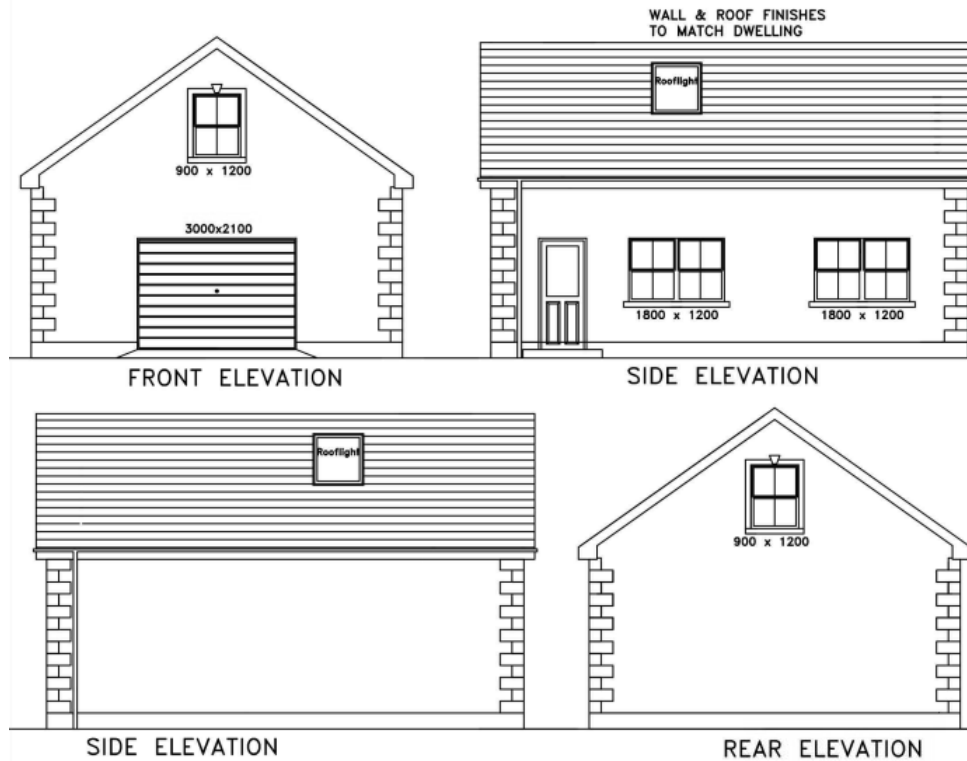 WALL & ROOF FINISHES
TO MATCH DWELLING
Rooflight
900 x 1200
3000x2100
1800 x 1200
1800 x 1200
FRONT ELEVATION
SIDE ELEVATION
Rooflight
900 x 1200
SIDE ELEVATION
REAR ELEVATION